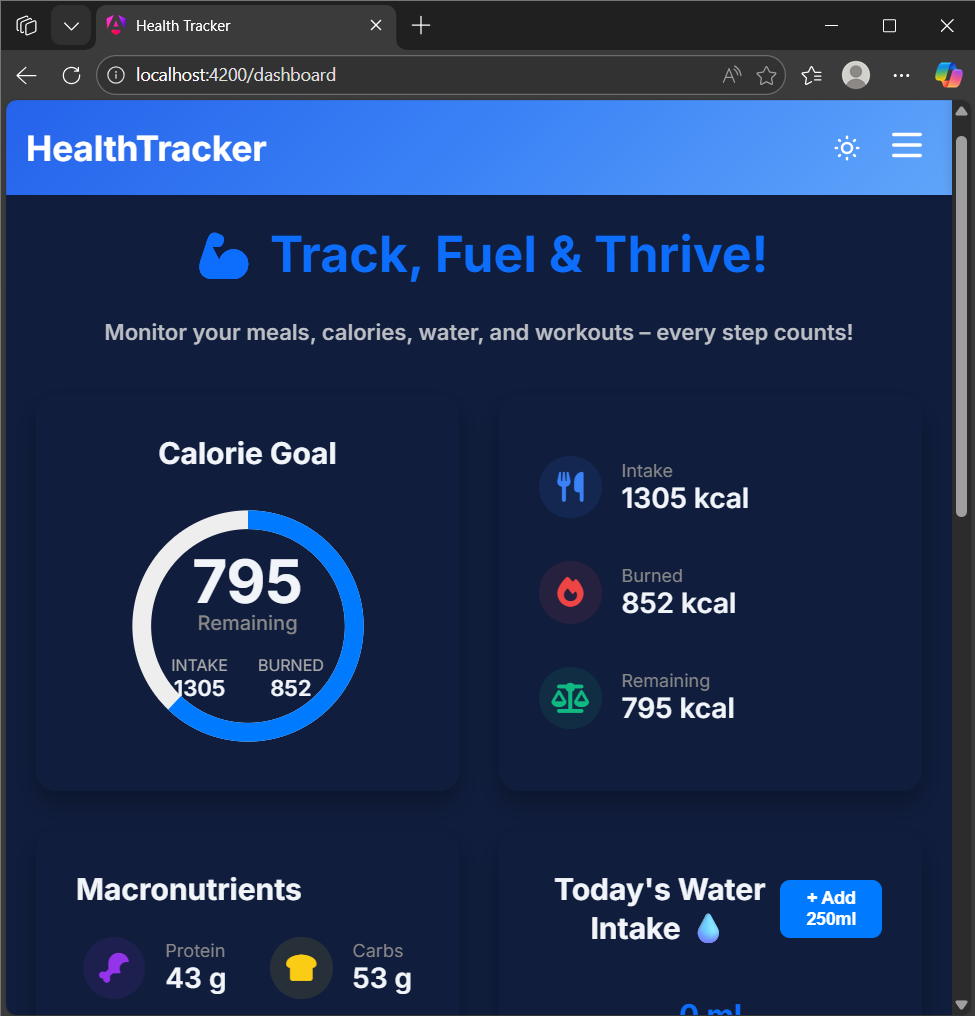 Health Tracker
localhost:4200/dashboard
HealthTracker
Track, Fuel & Thrive!
Monitor your meals, calories, water, and workouts – every step counts!
Calorie Goal
795
Remaining
INTAKE
1305
BURNED
852
Intake
1305 kcal
Burned
852 kcal
Remaining
795 kcal
Macronutrients
Protein
43 g
Carbs
53 g
Today's Water
Intake 💧
+ Add
250ml
0 ml